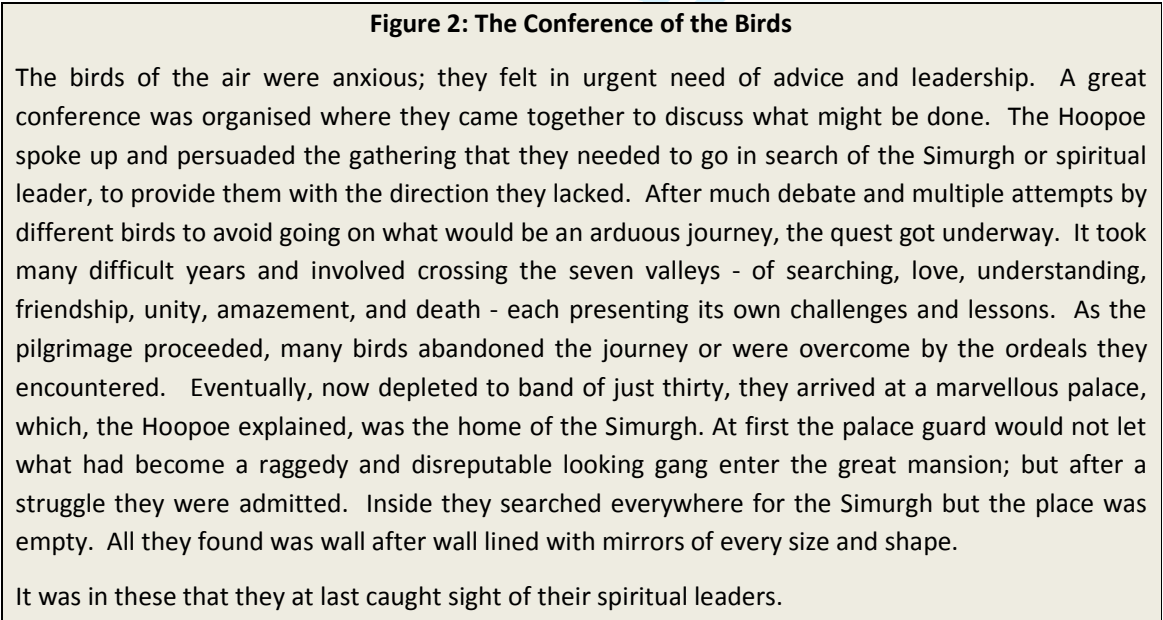 Figure 2: The Conference of the Birds
The birds of the air were anxious; they felt in urgent need of advice and leadership. A great
conference was organised where they came together to discuss what might be done. The Hoopoe
spoke up and persuaded the gathering that they needed to go in search of the Simurgh or spiritual
leader, to provide them with the direction they lacked. After much debate and multiple attempts by
different birds to avoid going on what would be an arduous journey, the quest got underway. It took
many difficult years and involved crossing the seven valleys - of searching, love, understanding,
friendship, unity, amazement, and death - each presenting its own challenges and lessons. As the
pilgrimage proceeded, many birds abandoned the journey or were overcome by the ordeals they
encountered. Eventually, now depleted to band of just thirty, they arrived at a marvellous palace,
which, the Hoopoe explained, was the home of the Simurgh. At first the palace guard would not let
what had become a raggedy and disreputable looking gang enter the great mansion; but after a
struggle they were admitted. Inside they searched everywhere for the Simurgh but the place was
empty. All they found was wall after wall lined with mirrors of every size and shape.
It was in these that they at last caught sight of their spiritual leaders.